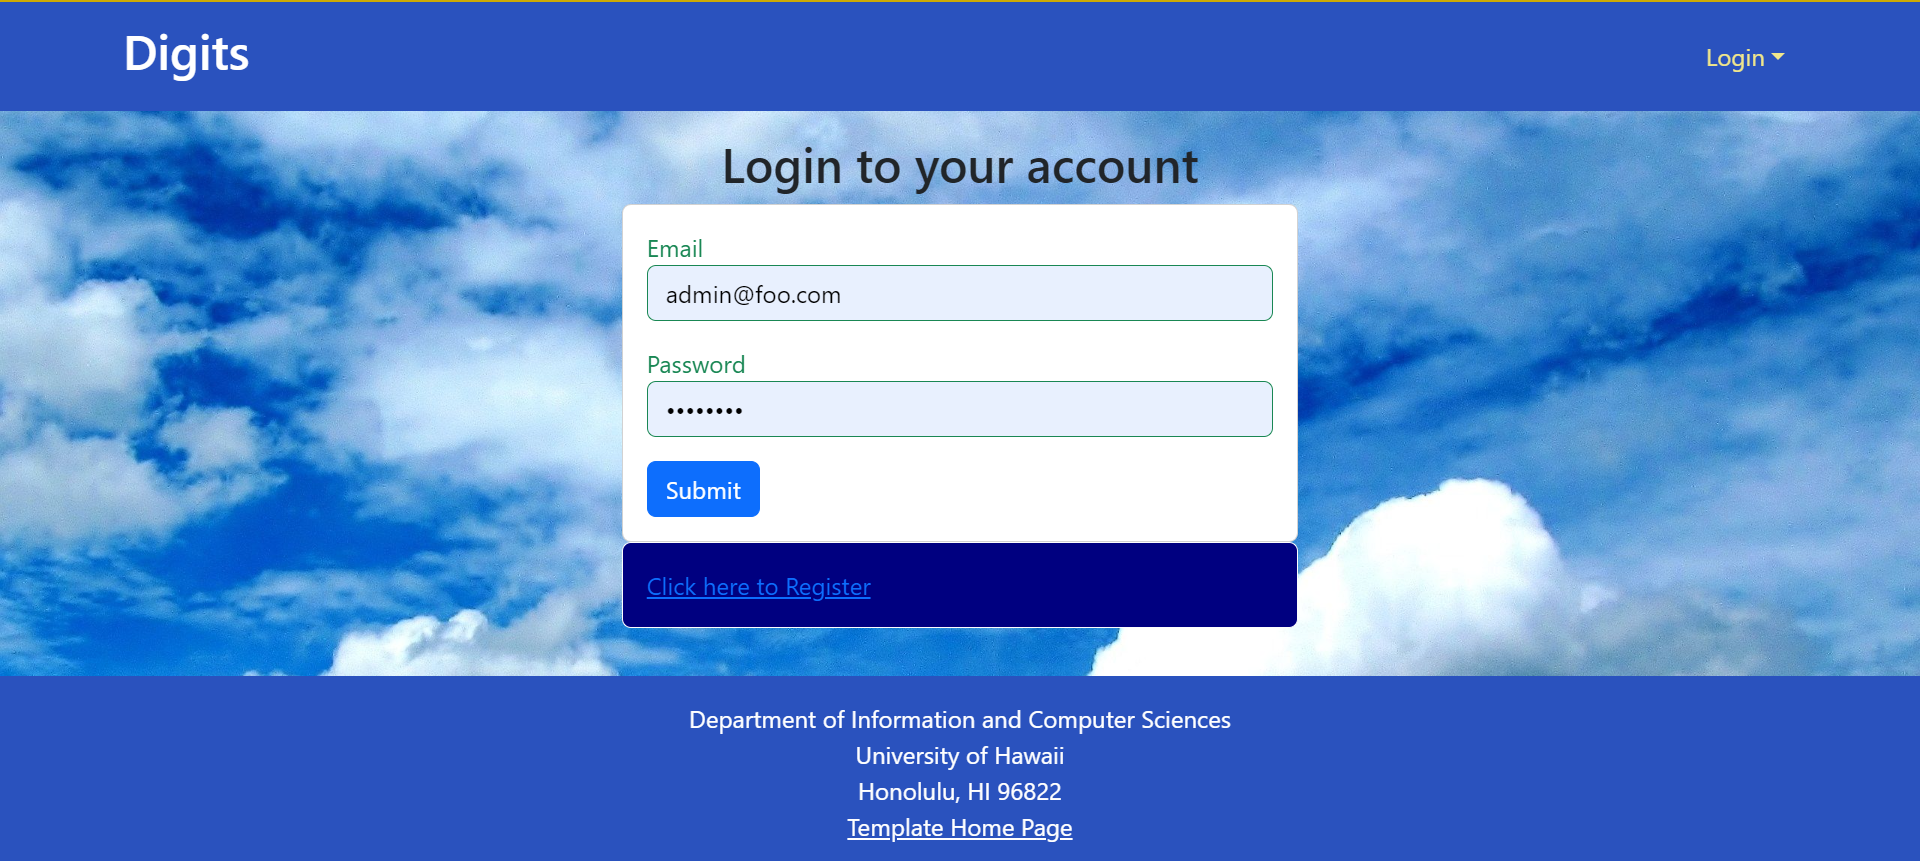 Digits
Login
Login to your account
Email
admin@foo.com
Password
••••••••
Submit
Click here to Register
Department of Information and Computer Sciences
University of Hawaii
Honolulu, HI 96822
Template Home Page